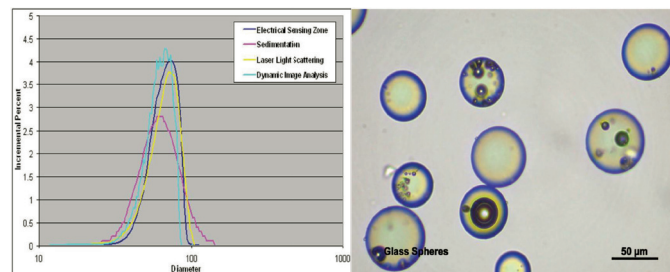 5
4.5
4
3.5
3
2.5
2
1.5
1
0.5
0
Incremental Percent
10
100
1000
Diameter
Electrical Sensing Zone
Sedimentation
Laser Light Scattering
Dynamic Image Analysis
Glass Spheres
50 µm